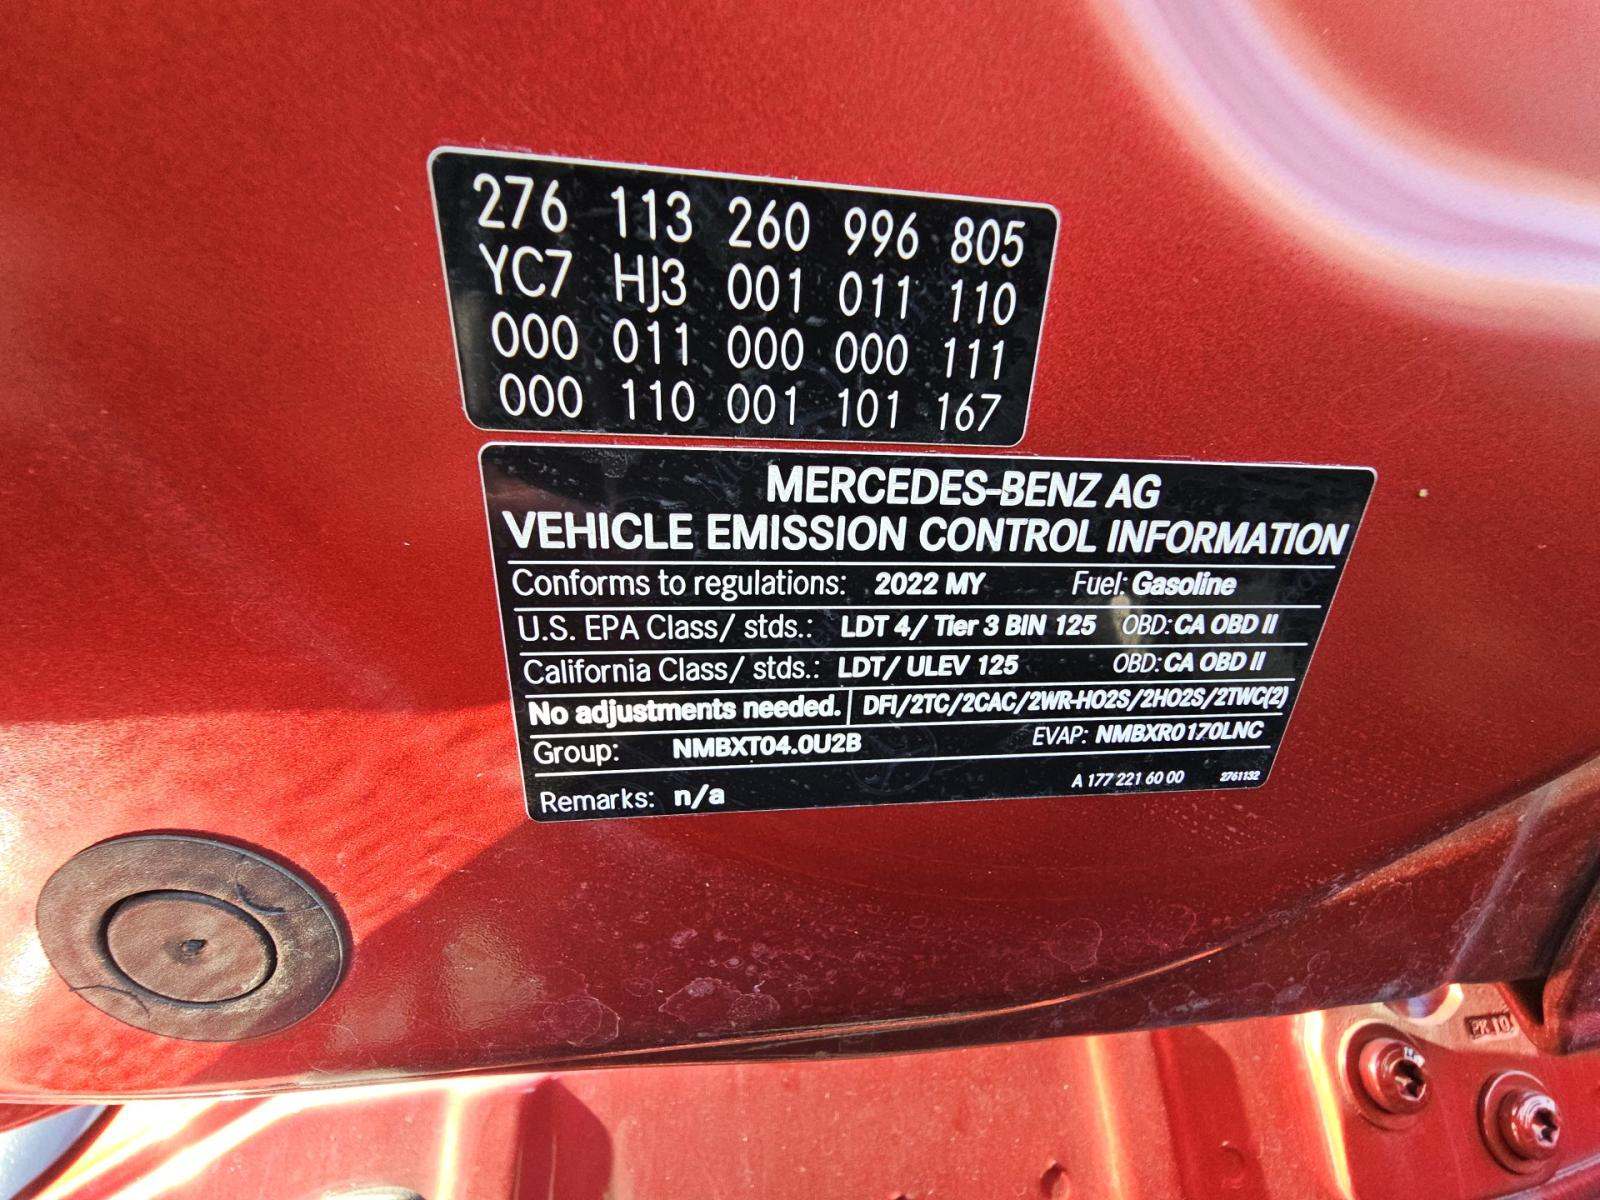 276 113 260 996 805
YC7 HJ3 001 011 110
000 011 000 000 111
000 110 001 101 167
MERCEDES-BENZ AG
VEHICLE EMISSION CONTROL INFORMATION
Conforms to regulations: 2022 MY Fuel: Gasoline
U.S. EPA Class/ stds.: LDT 4/ Tier 3 BIN 125 OBD: CA OBD II
California Class/ stds.: LDT/ ULEV 125 OBD: CA OBD II
No adjustments needed. DFI/2TC/2CAC/2WR-HO2S/2HO2S/2TWC(2)
Group: NMBXT04.0U2B EVAP: NMBXR0170LNC
Remarks: n/a A 177 221 60 00 2761132